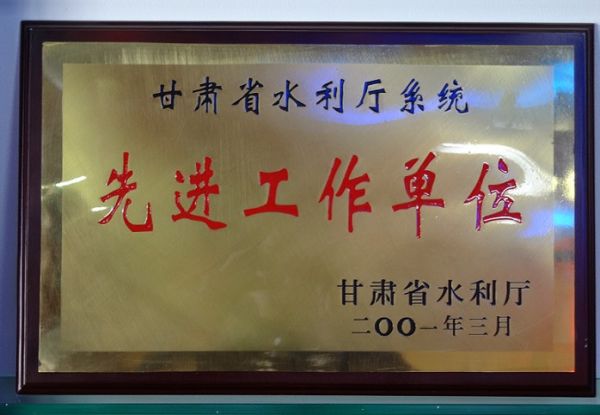 甘肃省水利厅系统
先进工作单位
甘肃省水利厅
二〇〇一年三月